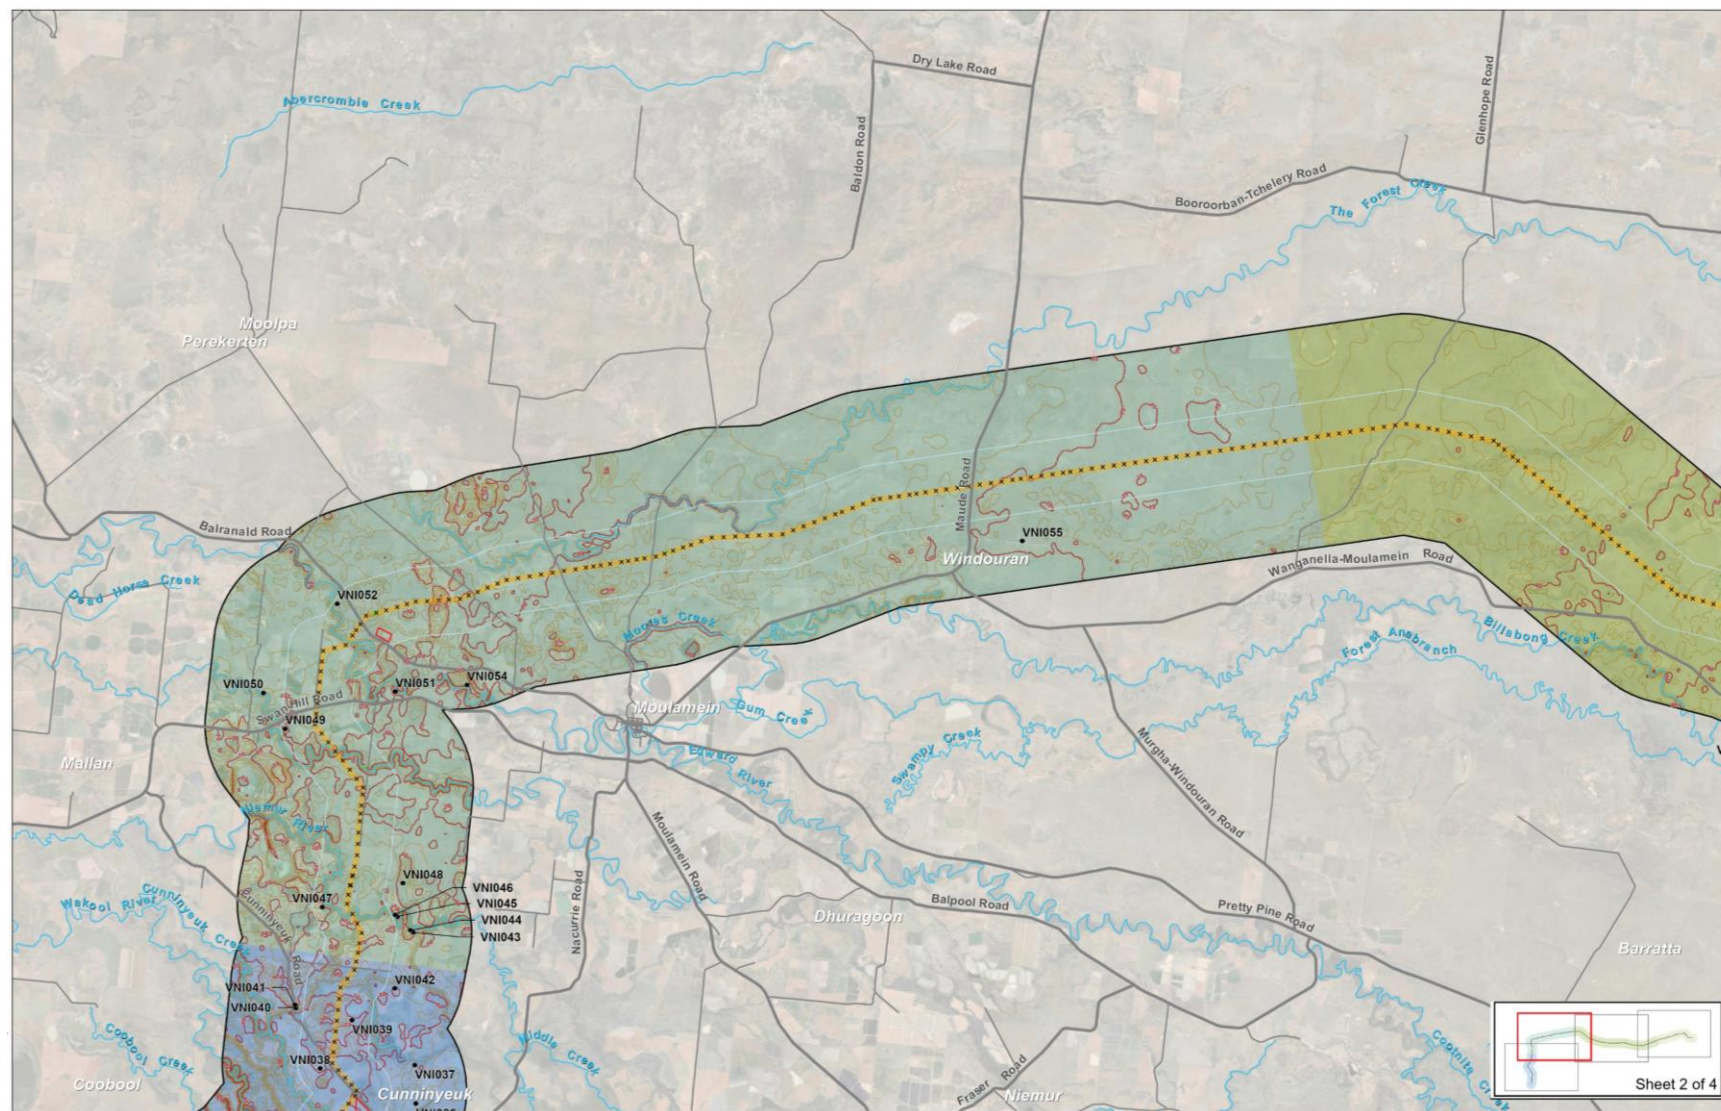 Dry Lake Road
Glenhope Road
Abercrombie Creek
Baldon Road
Booroorban-Tchelery Road
The Forest Creek
Moolpa
Perekerten
Balranald Road
Maude Road
VNI055
Windouran
Wanganella-Moulamein Road
Dead Horse Creek
VNI052
Billabong Creek
Forest Anabranch
VNI050
VNI051
VNI054
Swan Hill Road
VNI049
Moulamein
Gum Creek
Edward River
Swampy Creek
Murgha-Windouran Road
Mallan
Niemur River
Moulamein Road
VNI048
VNI046
VNI045
VNI044
VNI043
VNI047
Wakool River
Cunninyeuk Creek
Cunninyeuk Road
Nacurrie Road
Dhuragoon
Balpool Road
Pretty Pine Road
Barratta
VNI042
VNI041
VNI040
VNI039
VNI038
VNI037
Coobool Creek
Coobool
Cunninyeuk
Middle Creek
Fraser Road
Niemur
Sheet 2 of 4